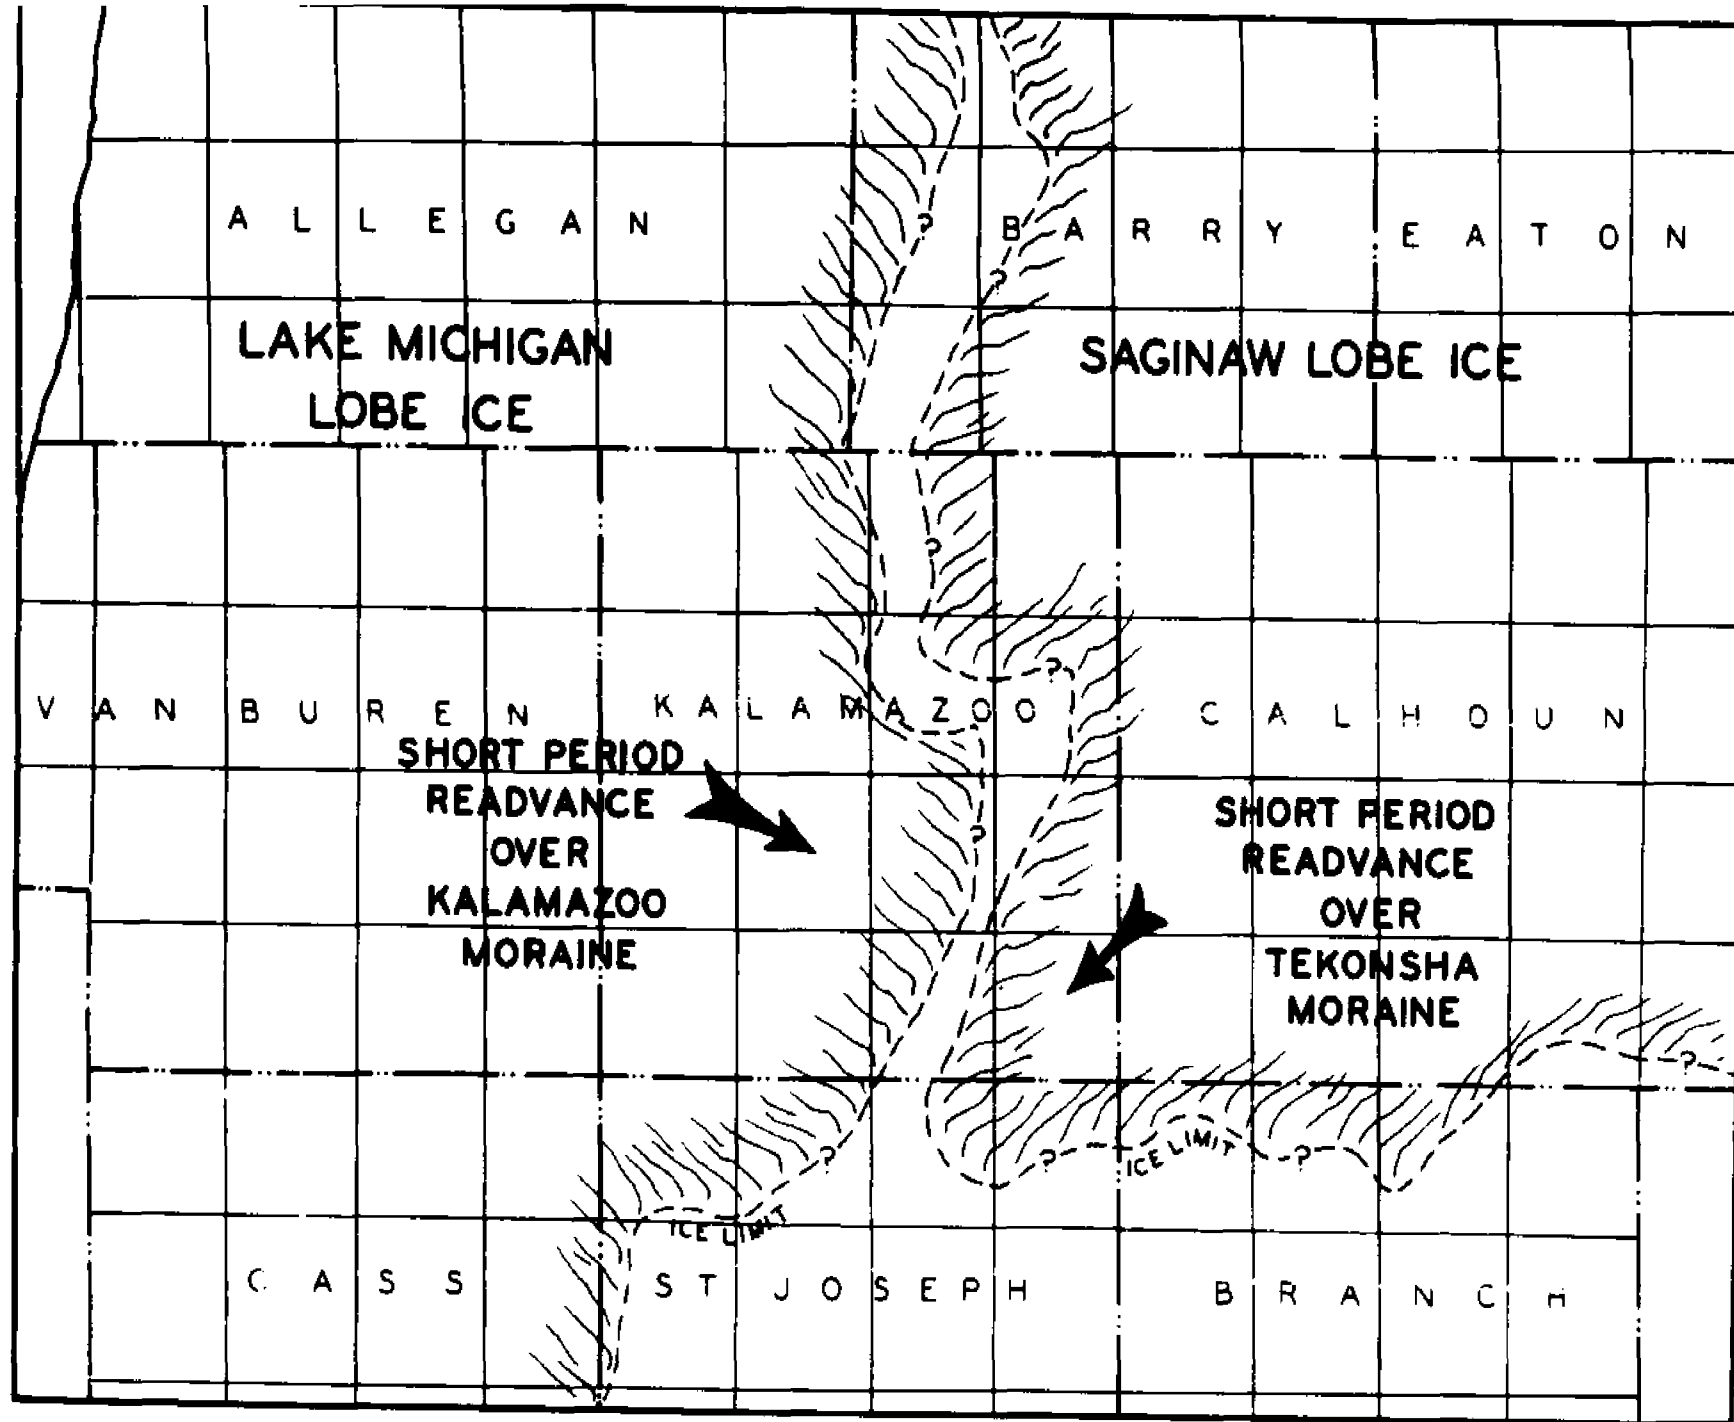 ALLEGAN
BARRY
EATON
LAKE MICHIGAN
LOBE ICE
SAGINAW LOBE ICE
?
?
?
?
VAN BUREN
KALAMAZOO
CALHOUN
SHORT PERIOD
READVANCE
OVER
KALAMAZOO
MORAINE
?
SHORT PERIOD
READVANCE
OVER
TEKONSHA
MORAINE
?
?
?
ICE LIMIT
?
ICE LIMIT
CASS
ST JOSEPH
BRANCH